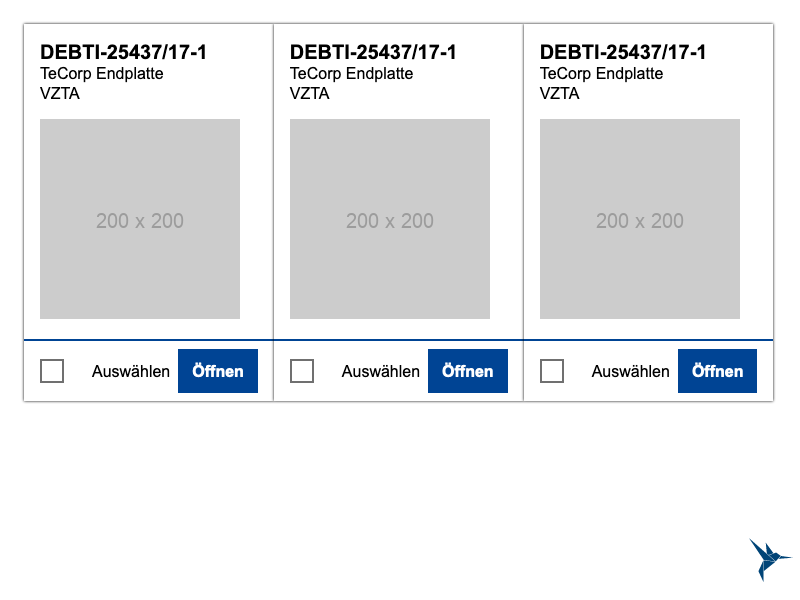 DEBTI-25437/17-1
TeCorp Endplatte
VZTA
200 x 200
Auswählen Öffnen
DEBTI-25437/17-1
TeCorp Endplatte
VZTA
200 x 200
Auswählen Öffnen
DEBTI-25437/17-1
TeCorp Endplatte
VZTA
200 x 200
Auswählen Öffnen